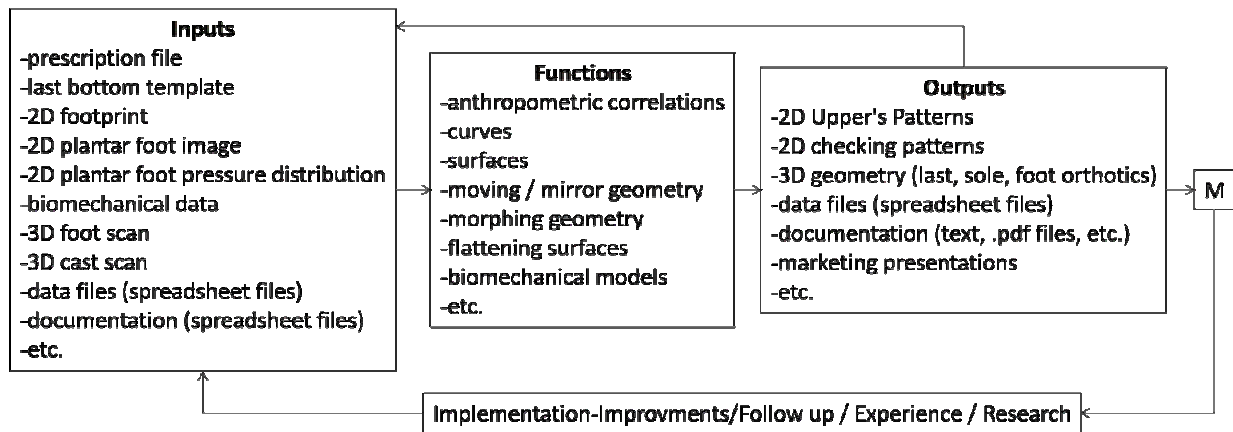 Inputs
-prescription file
-last bottom template
-2D footprint
-2D plantar foot image
-2D plantar foot pressure distribution
-biomechanical data
-3D foot scan
-3D cast scan
-data files (spreadsheet files)
-documentation (spreadsheet files)
-etc.
Functions
-anthropometric correlations
-curves
-surfaces
-moving / mirror geometry
-morphing geometry
-flattening surfaces
-biomechanical models
-etc.
Outputs
-2D Upper's Patterns
-2D checking patterns
-3D geometry (last, sole, foot orthotics)
-data files (spreadsheet files)
-documentation (text, .pdf files, etc.)
-marketing presentations
-etc.
M
Implementation-Improvments/Follow up / Experience / Research